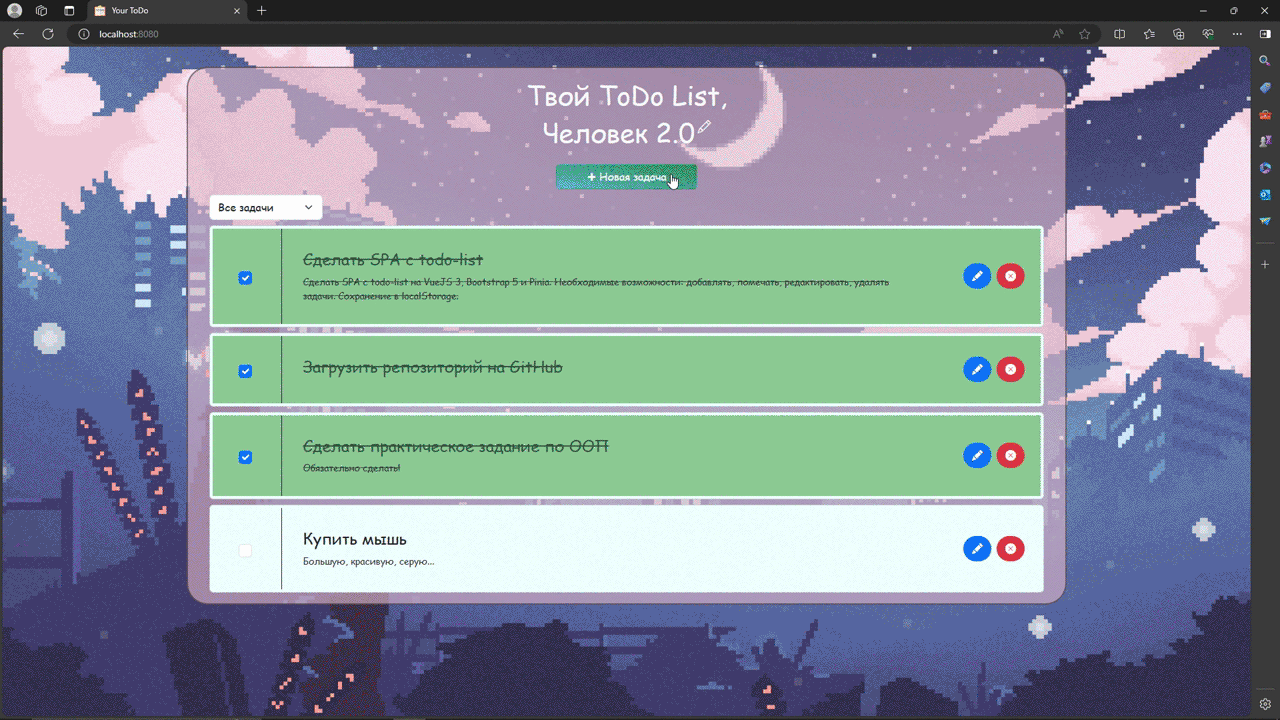 Your ToDo
localhost:8080
Твой ToDo List,
Человек 2.0
+ Новая задача
Все задачи
Сделать SPA с todo-list
Сделать SPA с todo-list на VueJS 3, Bootstrap 5 и Pinia. Необходимые возможности: добавлять, помечать, редактировать, удалять
задачи. Сохранение в localStorage.
Загрузить репозиторий на GitHub
Сделать практическое задание по ООП
Обязательно сделать!
Купить мышь
Большую, красивую, серую...